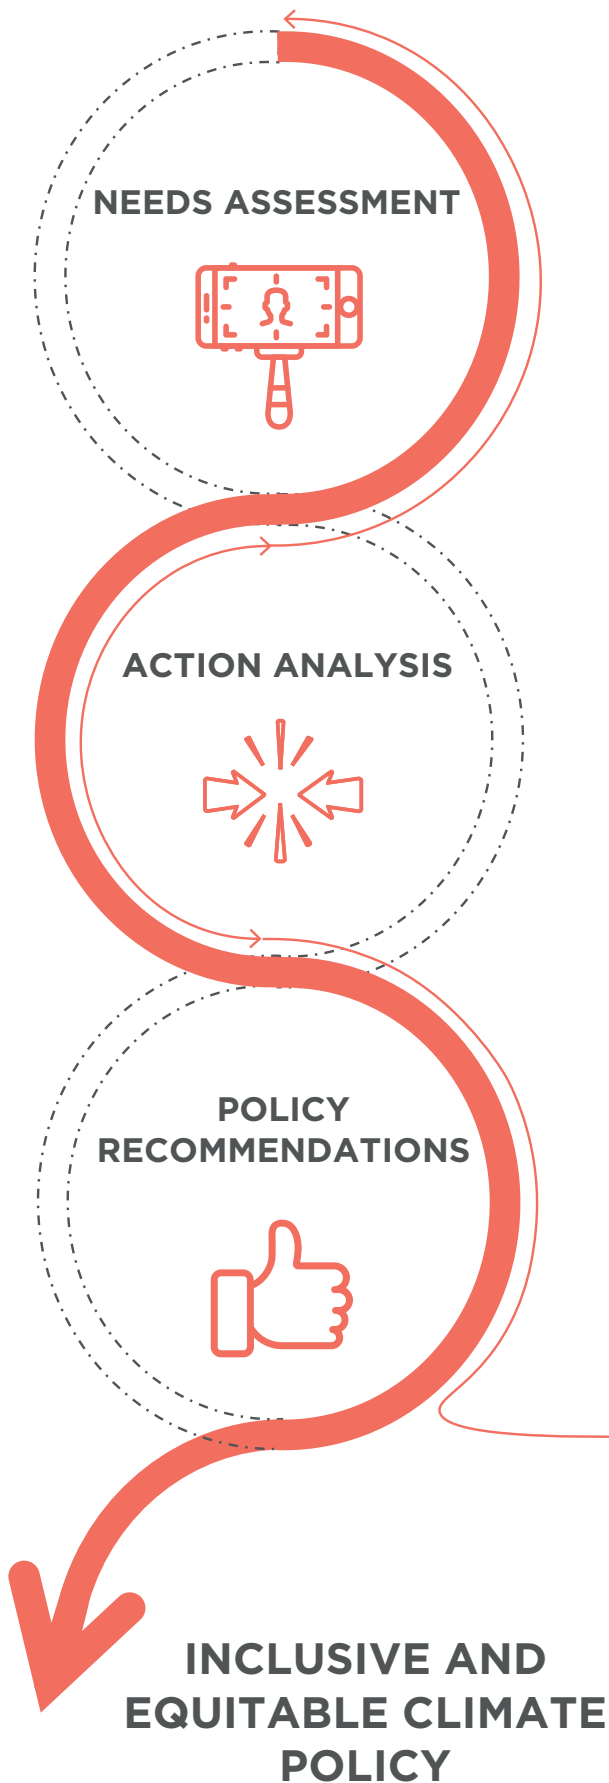 NEEDS ASSESSMENT
ACTION ANALYSIS
POLICY
RECOMMENDATIONS
INCLUSIVE AND
EQUITABLE CLIMATE
POLICY